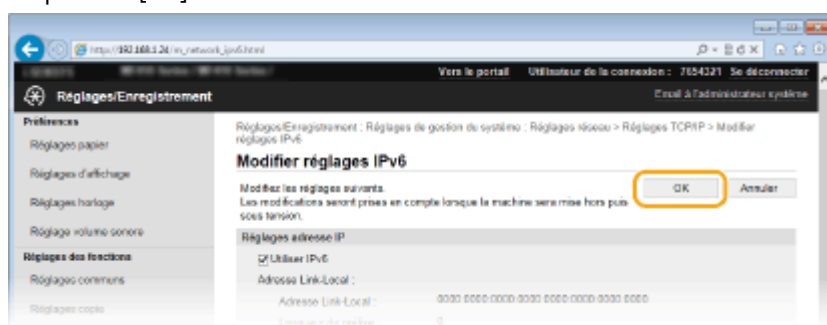 http://192.168.1.24/m_network_ipv6.html
Vers le portail Utilisateur de la connexion : 7654321 Se déconnecter
Réglages/Enregistrement
Email à l'administrateur système
Préférences
Réglages papier
Réglages d'affichage
Réglages horloge
Réglage volume sonore
Réglages des fonctions
Réglages communs
Réglages copie
Réglages/Enregistrement : Réglages de gestion du système : Réglages réseau > Réglages TCP/IP > Modifier
réglages IPv6
Modifier réglages IPv6
Modifiez les réglages suivants.
Les modifications seront prises en compte lorsque la machine sera mise hors puis
sous tension.
OK Annuler
Réglages adresse IP
Utiliser IPv6
Adresse Link-Local :
Adresse Link-Local : 0000:0000:0000:0000:0000:0000:0000:0000